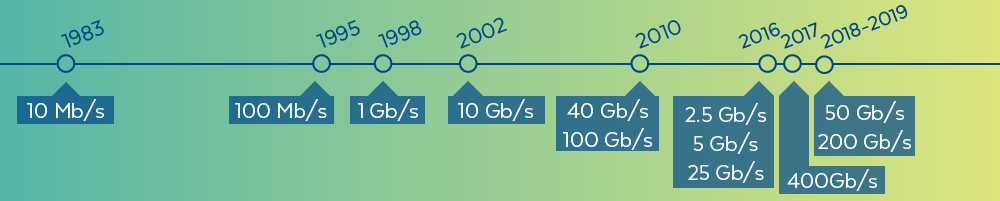 1983
10 Mb/s
1995
100 Mb/s
1998
1 Gb/s
2002
10 Gb/s
2010
40 Gb/s
100 Gb/s
2016
2.5 Gb/s
5 Gb/s
25 Gb/s
2017
400Gb/s
2018-2019
50 Gb/s
200 Gb/s